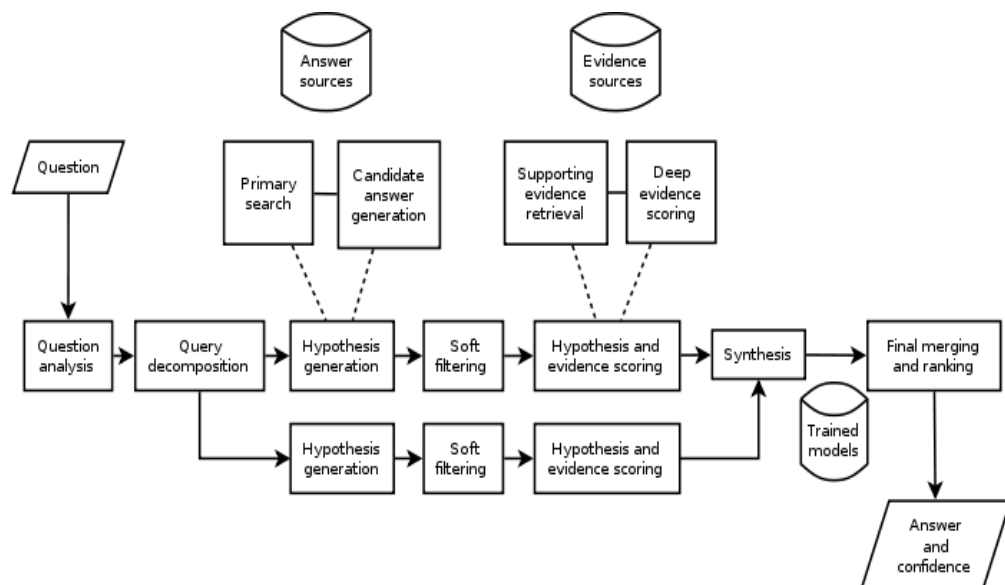 Answer
sources
Evidence
sources
Question
Primary
search
Candidate
answer
generation
Supporting
evidence
retrieval
Deep
evidence
scoring
Question
analysis
Query
decomposition
Hypothesis
generation
Soft
filtering
Hypothesis and
evidence scoring
Synthesis
Final merging
and ranking
Trained
models
Hypothesis
generation
Soft
filtering
Hypothesis and
evidence scoring
Answer
and
confidence